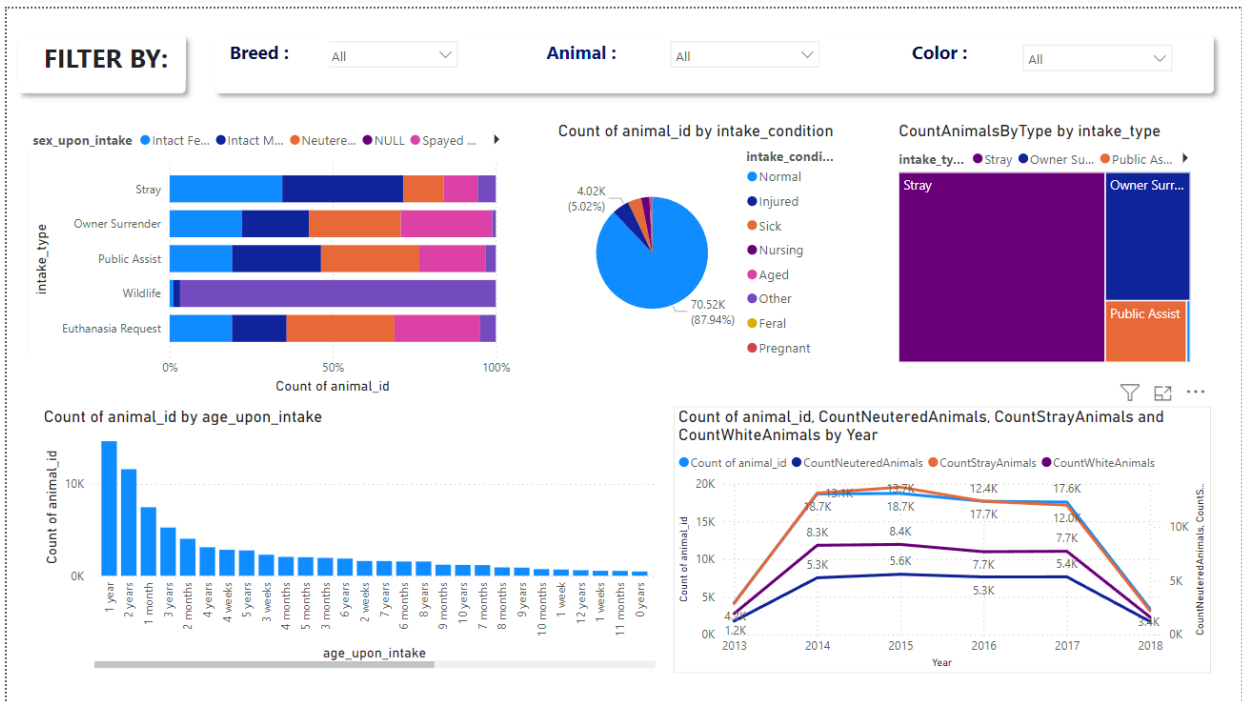 FILTER BY:
Breed :
All
Animal :
All
Color :
All
sex_upon_intake
Intact Fe...
Intact M...
Neutere...
NULL
Spayed ...
intake_type
Stray
Owner Surrender
Public Assist
Wildlife
Euthanasia Request
0%
50%
100%
Count of animal_id
Count of animal_id by intake_condition
4.02K
(5.02%)
70.52K
(87.94%)
intake_condi...
Normal
Injured
Sick
Nursing
Aged
Other
Feral
Pregnant
CountAnimalsByType by intake_type
intake_ty...
Stray
Owner Su...
Public As...
Stray
Owner Surr...
Public Assist
Count of animal_id by age_upon_intake
Count of animal_id
10K
0K
1 year
2 years
1 month
3 years
2 months
4 years
4 weeks
5 years
3 weeks
4 months
5 months
3 months
6 years
2 weeks
7 years
6 months
8 years
9 months
10 years
7 months
8 months
9 years
10 months
1 week
12 years
1 weeks
11 months
0 years
age_upon_intake
Count of animal_id, CountNeuteredAnimals, CountStrayAnimals and
CountWhiteAnimals by Year
Count of animal_id
CountNeuteredAnimals
CountStrayAnimals
CountWhiteAnimals
Count of animal_id
20K
15K
10K
5K
0K
13.1K
13.7K
12.4K
17.6K
18.7K
18.7K
17.7K
12.0K
8.3K
8.4K
7.7K
7.7K
5.3K
5.6K
5.3K
5.4K
1.2K
3.4K
10K
5K
0K
CountNeuteredAnimals, CountS...
2013
2014
2015
2016
2017
2018
Year